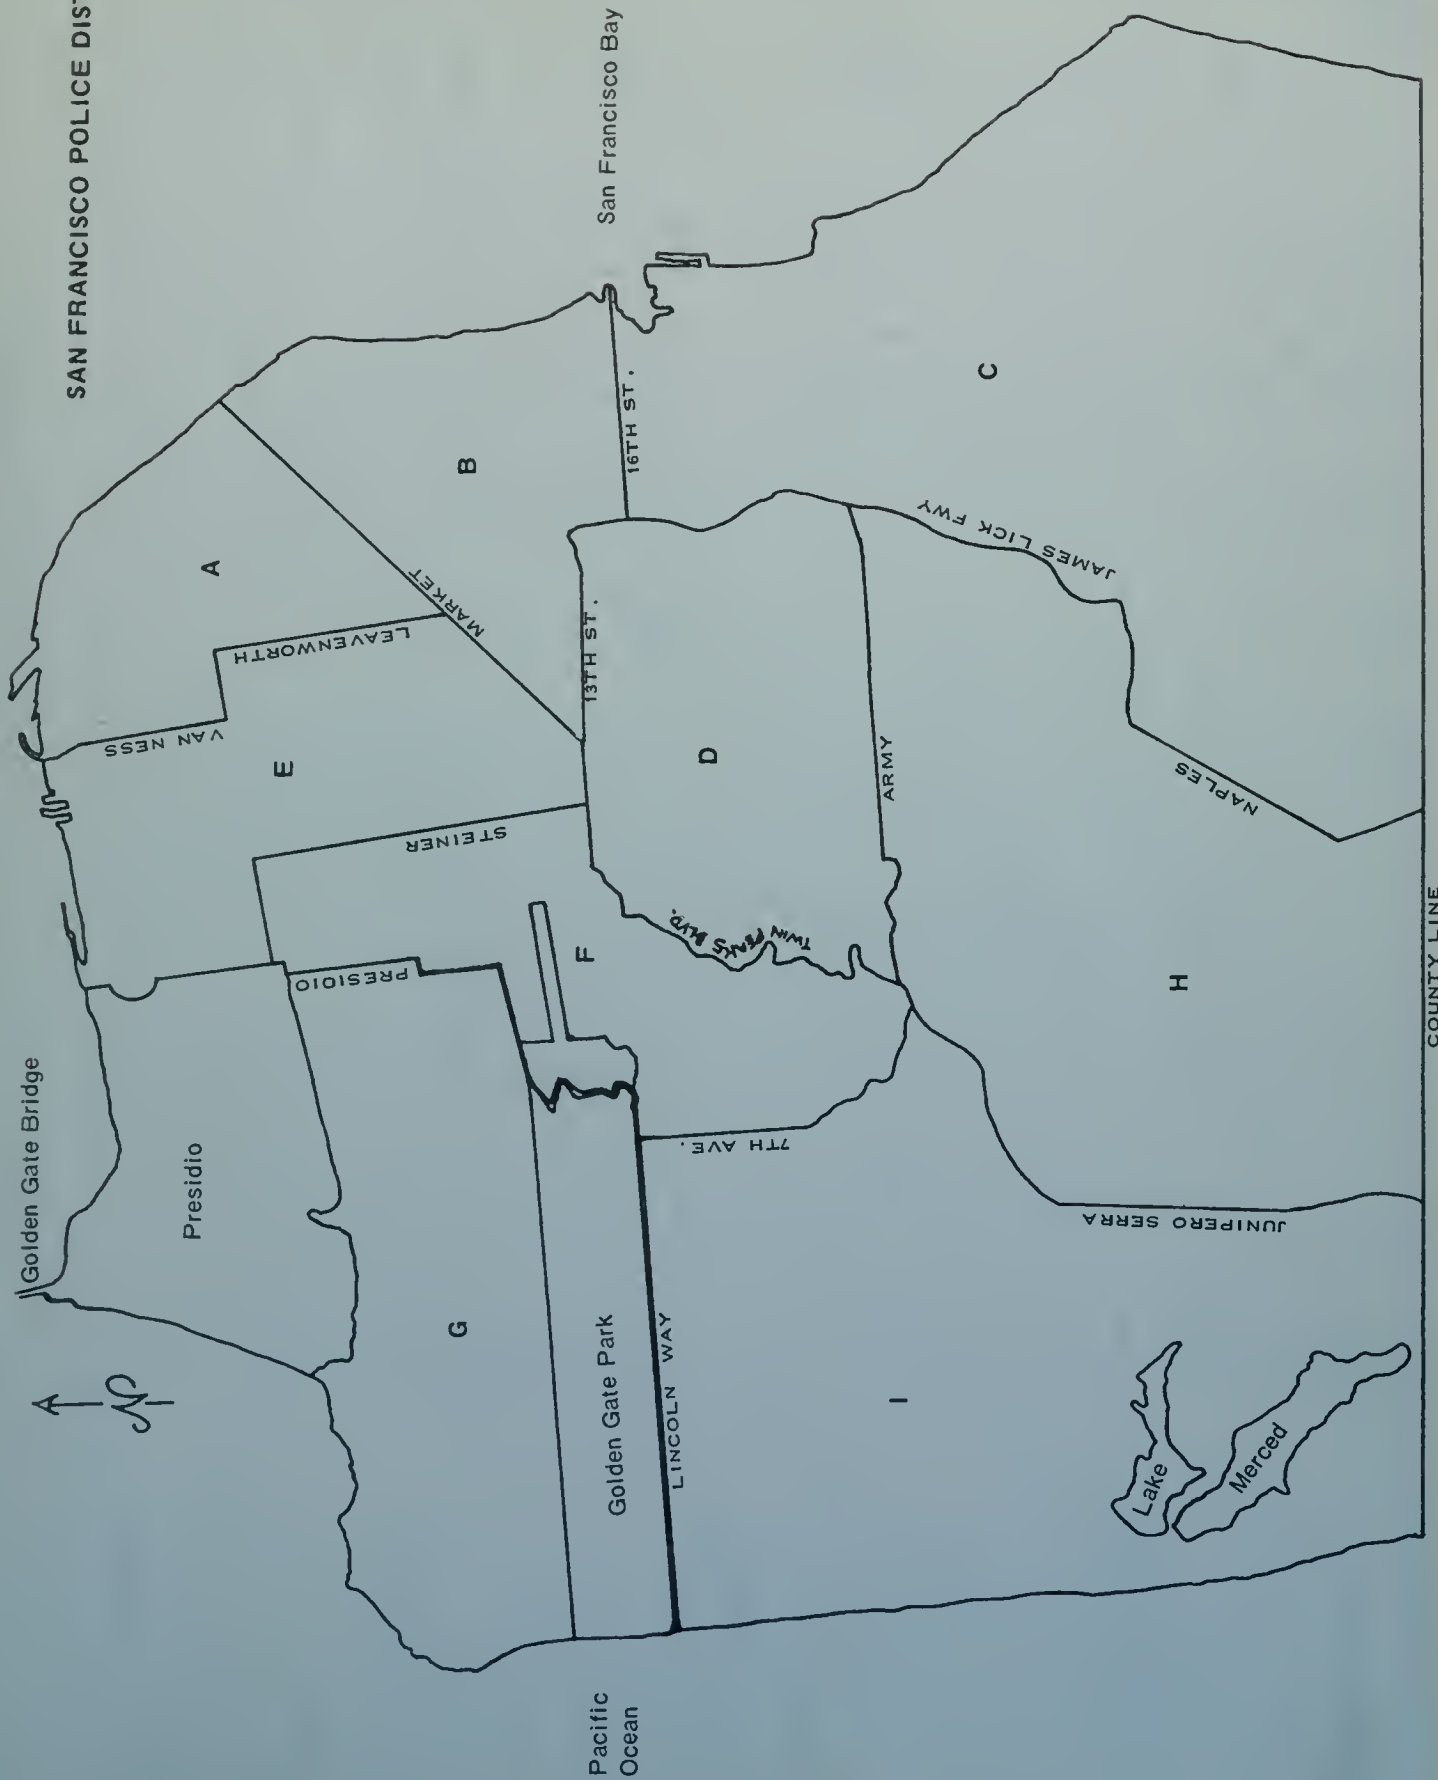 SAN FRANCISCO POLICE
Golden Gate Bridge
San Francisco Bay
Presidio
A
B
C
D
E
F
G
H
I
N
VAN NESS
LEAVENWORTH
MARKET
STEINER
PRESIDIO
13TH ST.
16TH ST.
TWIN PEAKS BLVD.
ARMY
JAMES LICK FWY
NAPLES
7TH AVE.
JUNIPERO SERRA
Golden Gate Park
LINCOLN WAY
Pacific
Ocean
Lake
Merced
COUNTY LINE